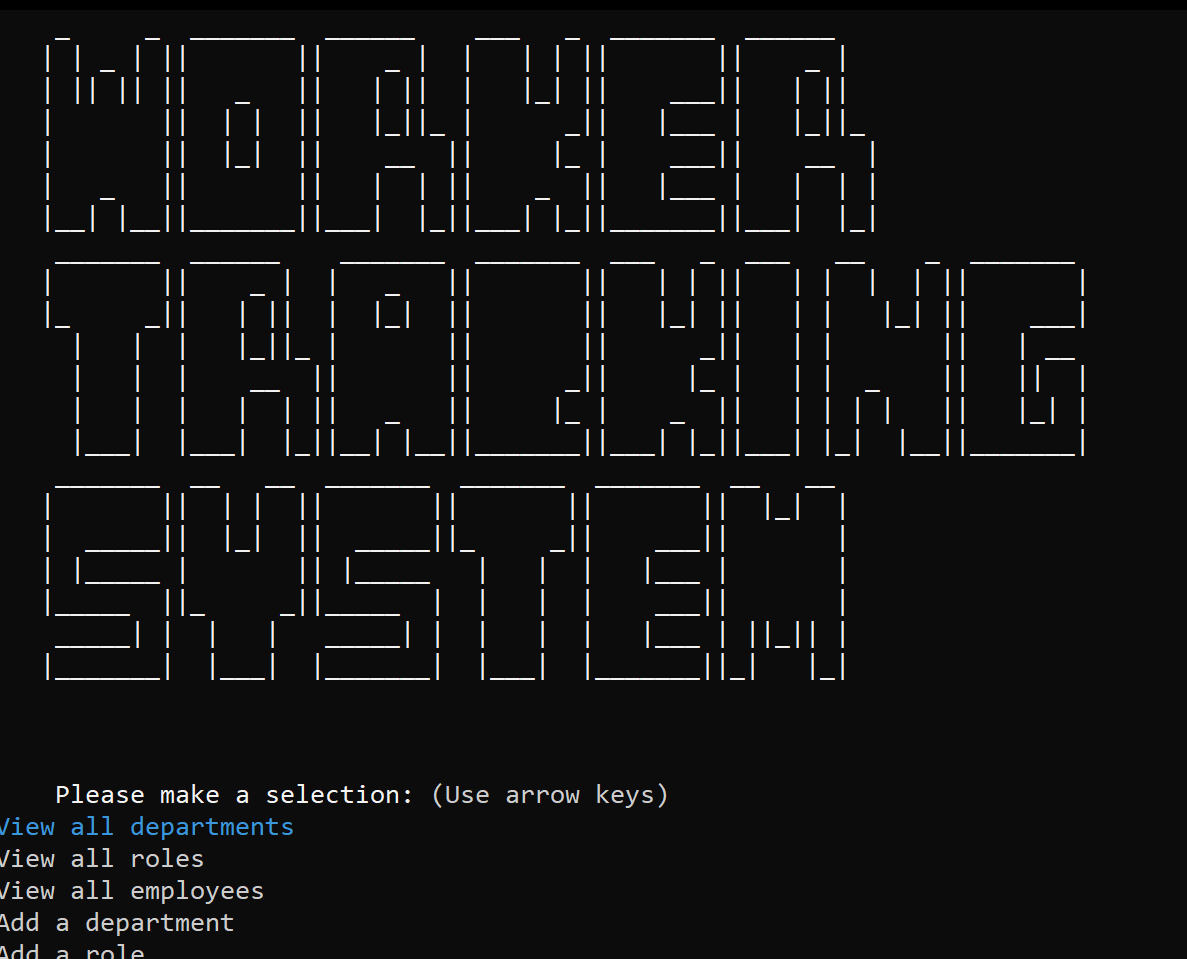 WORKER
TRACKING
SYSTEM
Please make a selection: (Use arrow keys)
View all departments
View all roles
View all employees
Add a department
Add a role